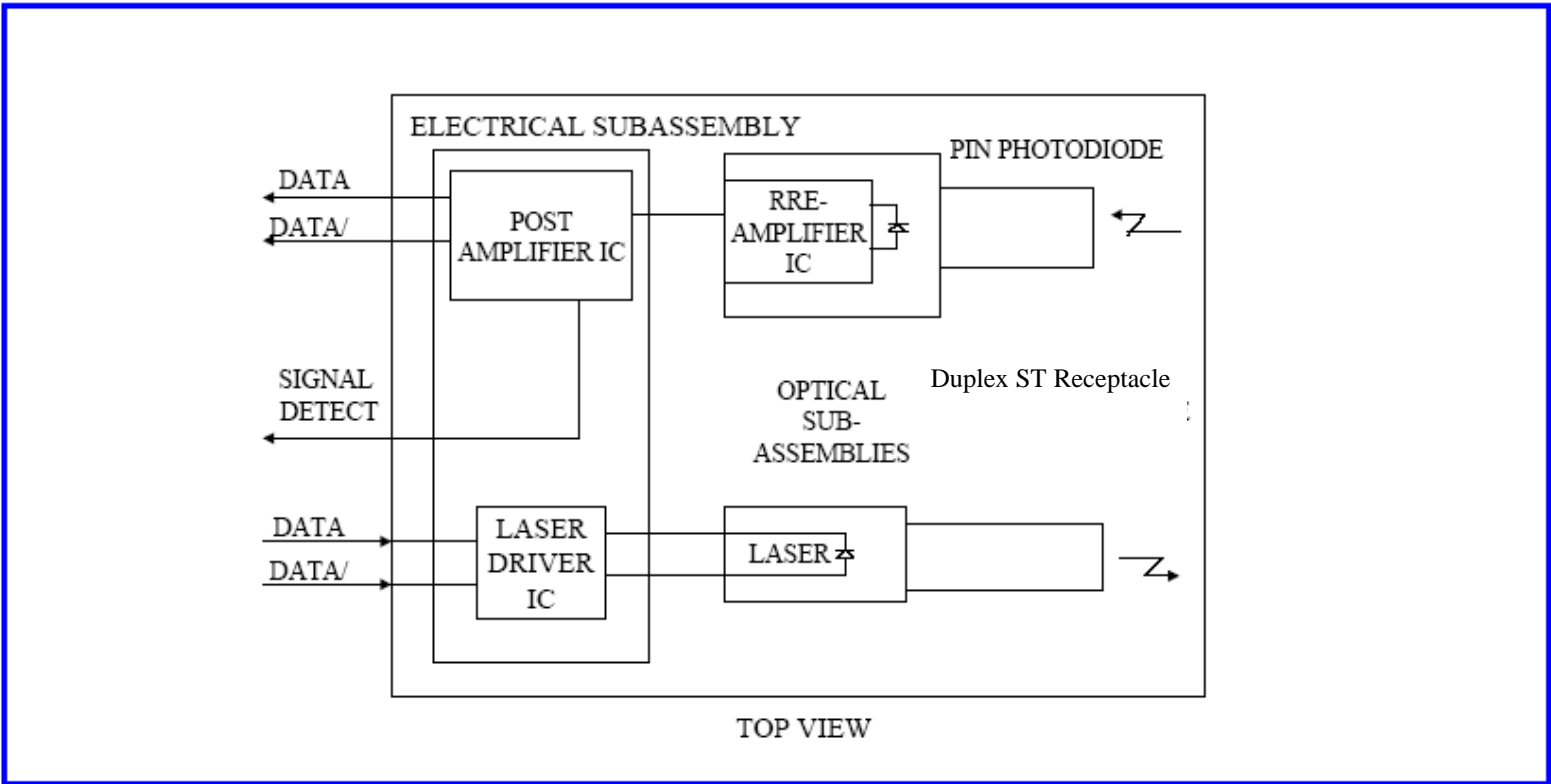 ELECTRICAL SUBASSEMBLY
PIN PHOTODIODE
DATA
DATA/
POST
AMPLIFIER IC
RRE-
AMPLIFIER
IC
SIGNAL
DETECT
OPTICAL
SUB-
ASSEMBLIES
Duplex ST Receptacle
DATA
DATA/
LASER
DRIVER
IC
LASER
TOP VIEW